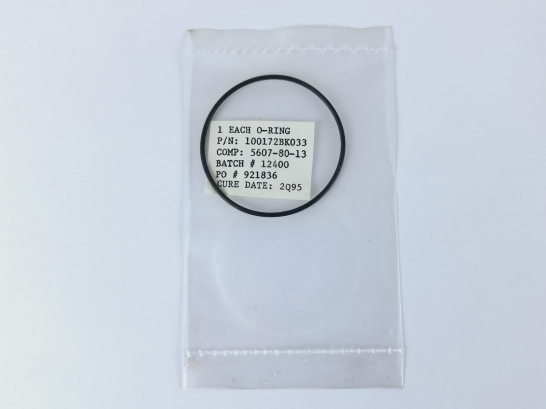 1 EACH O-RING
P/N: 100172BK033
COMP: 5607-80-13
BATCH # 12400
PO # 921836
CURE DATE: 2Q95